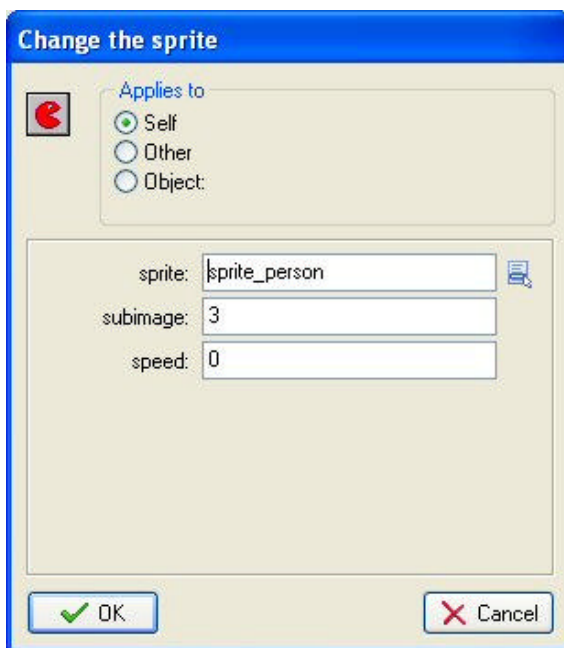 Change the sprite
Applies to
Self
Other
Object:
sprite: sprite_person
subimage: 3
speed: 0
OK
Cancel